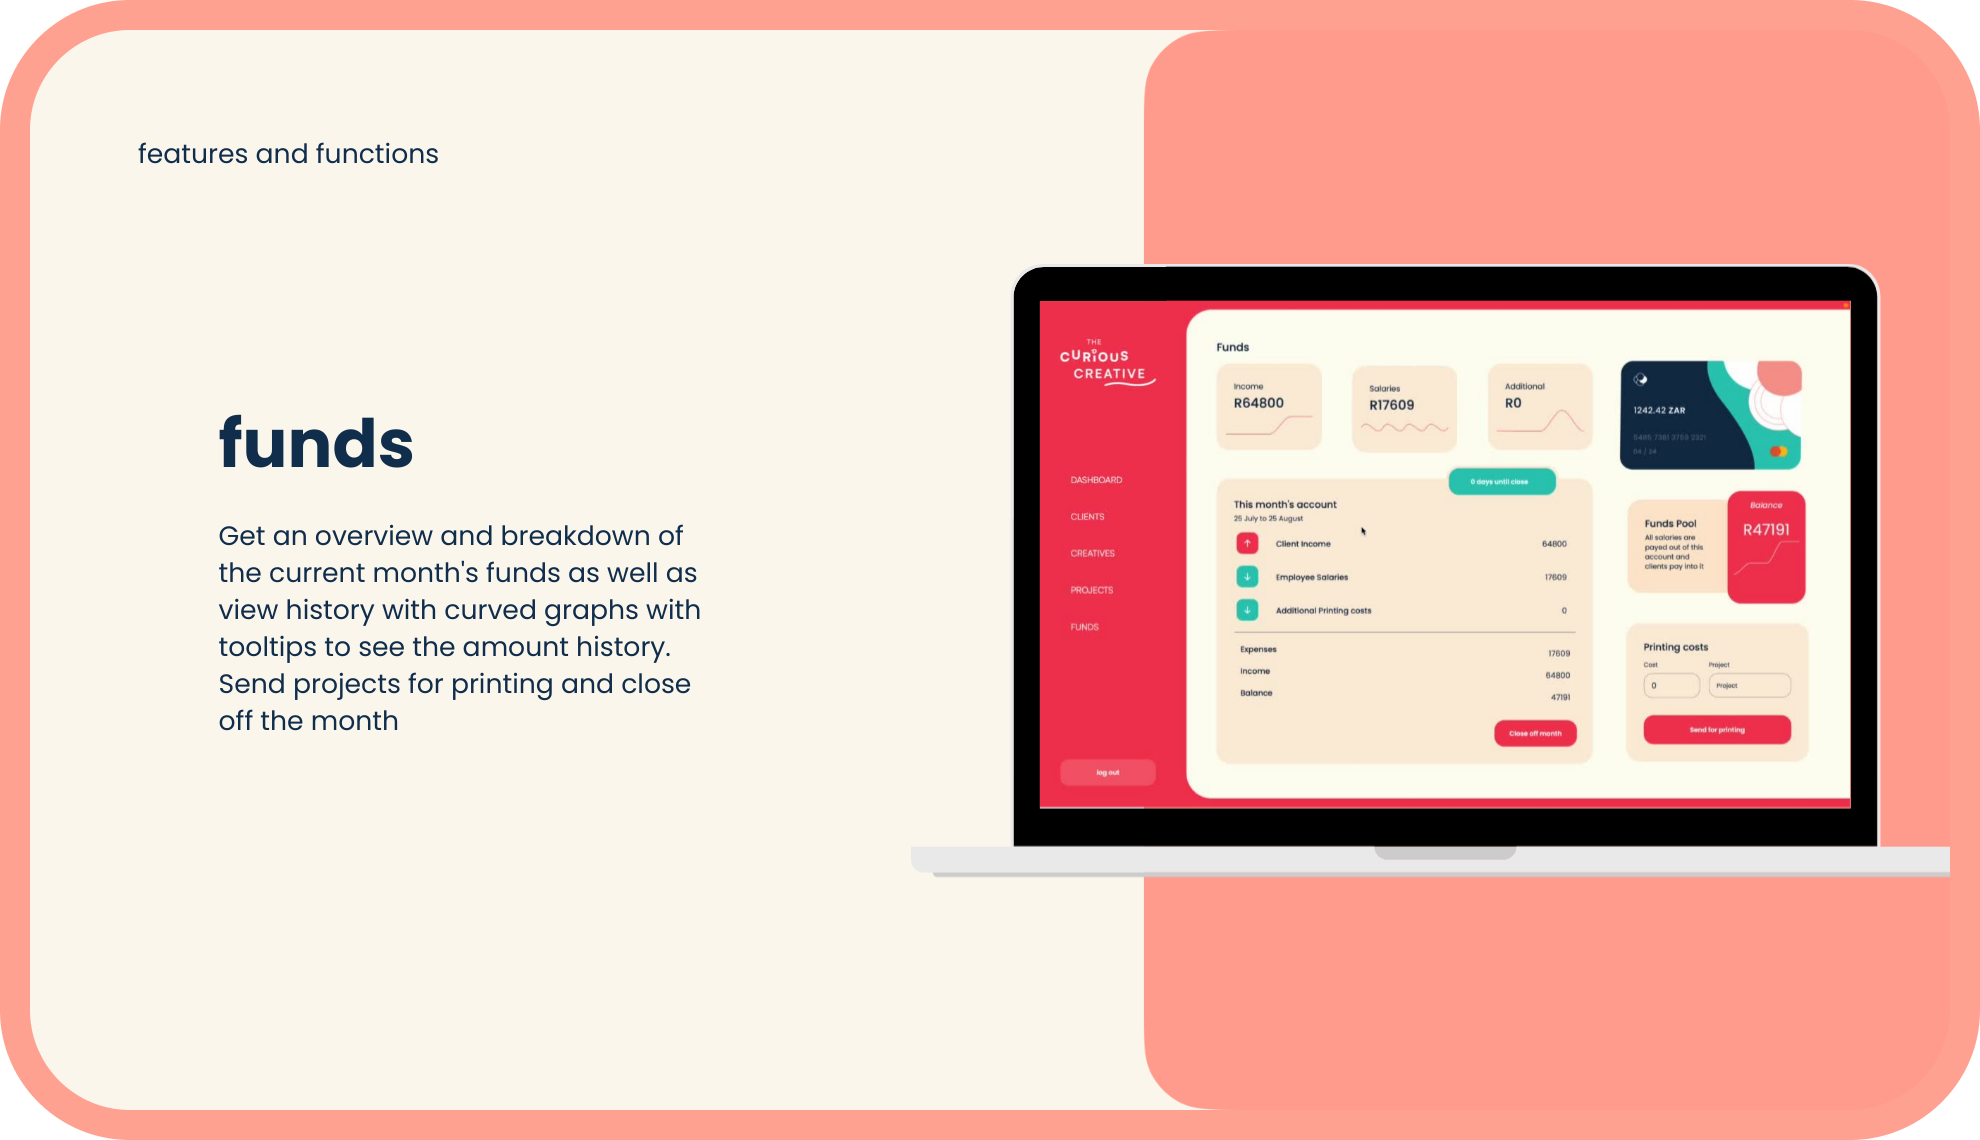 features and functions
funds
Get an overview and breakdown of
the current month's funds as well as
view history with curved graphs with
tooltips to see the amount history.
Send projects for printing and close
off the month
THE
CURiOUS
CREATIVE
DASHBOARD
CLIENTS
CREATIVES
PROJECTS
FUNDS
log out
Funds
Income
R64800
Salaries
R17609
Additional
R0
0 days until close
This month's account
25 July to 25 August
Client Income 64800
Employee Salaries 17609
Additional Printing costs 0
Expenses 17609
Income 64800
Balance 47191
Close off month
1242.42 ZAR
04 / 24
Funds Pool
All salaries are
payed out of this
account and
clients pay into it
Balance
R47191
Printing costs
Cost Project
0 Project
Send for printing